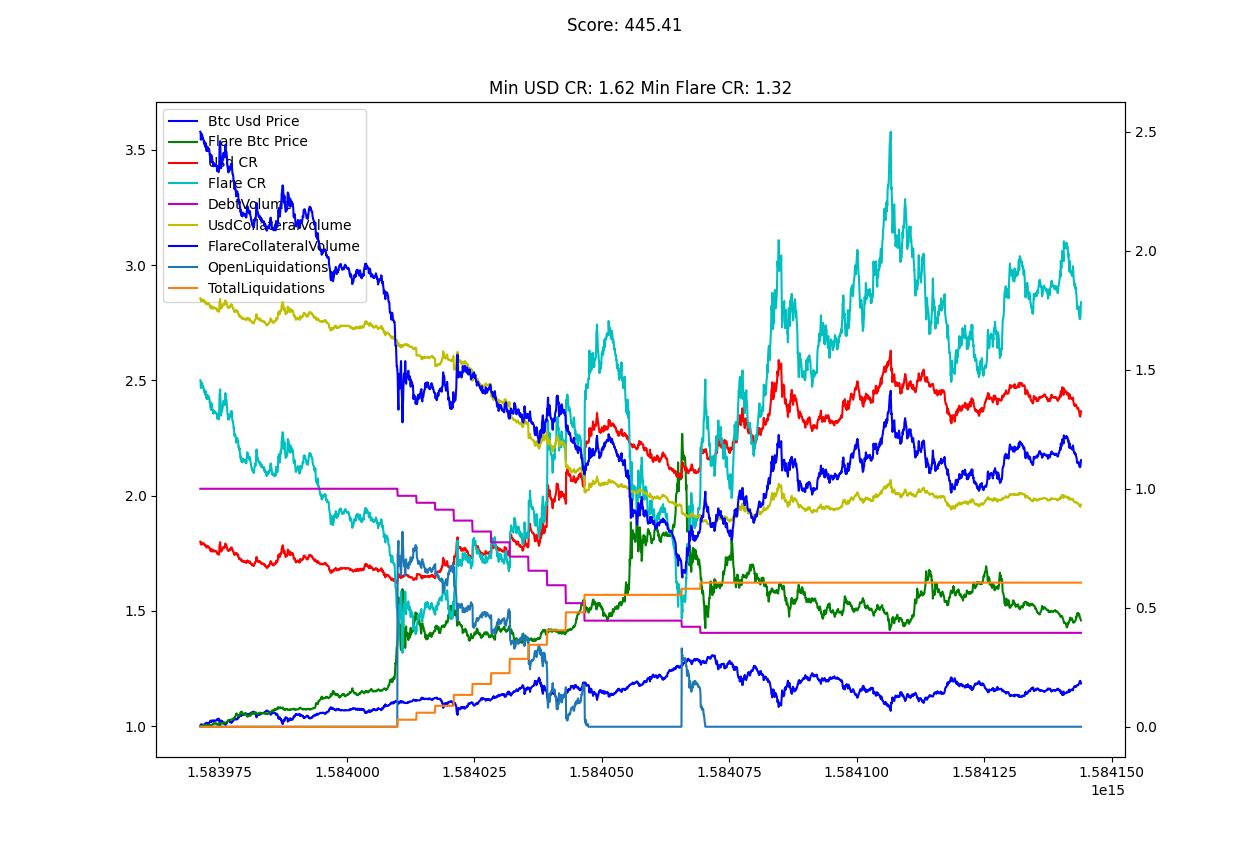 Score: 445.41
Min USD CR: 1.62 Min Flare CR: 1.32
Btc Usd Price
Flare Btc Price
Usd CR
Flare CR
DebtVolume
UsdCollateralVolume
FlareCollateralVolume
OpenLiquidations
TotalLiquidations
3.5
3.0
2.5
2.0
1.5
1.0
2.5
2.0
1.5
1.0
0.5
0.0
1.583975 1.584000 1.584025 1.584050 1.584075 1.584100 1.584125 1.584150
1e15